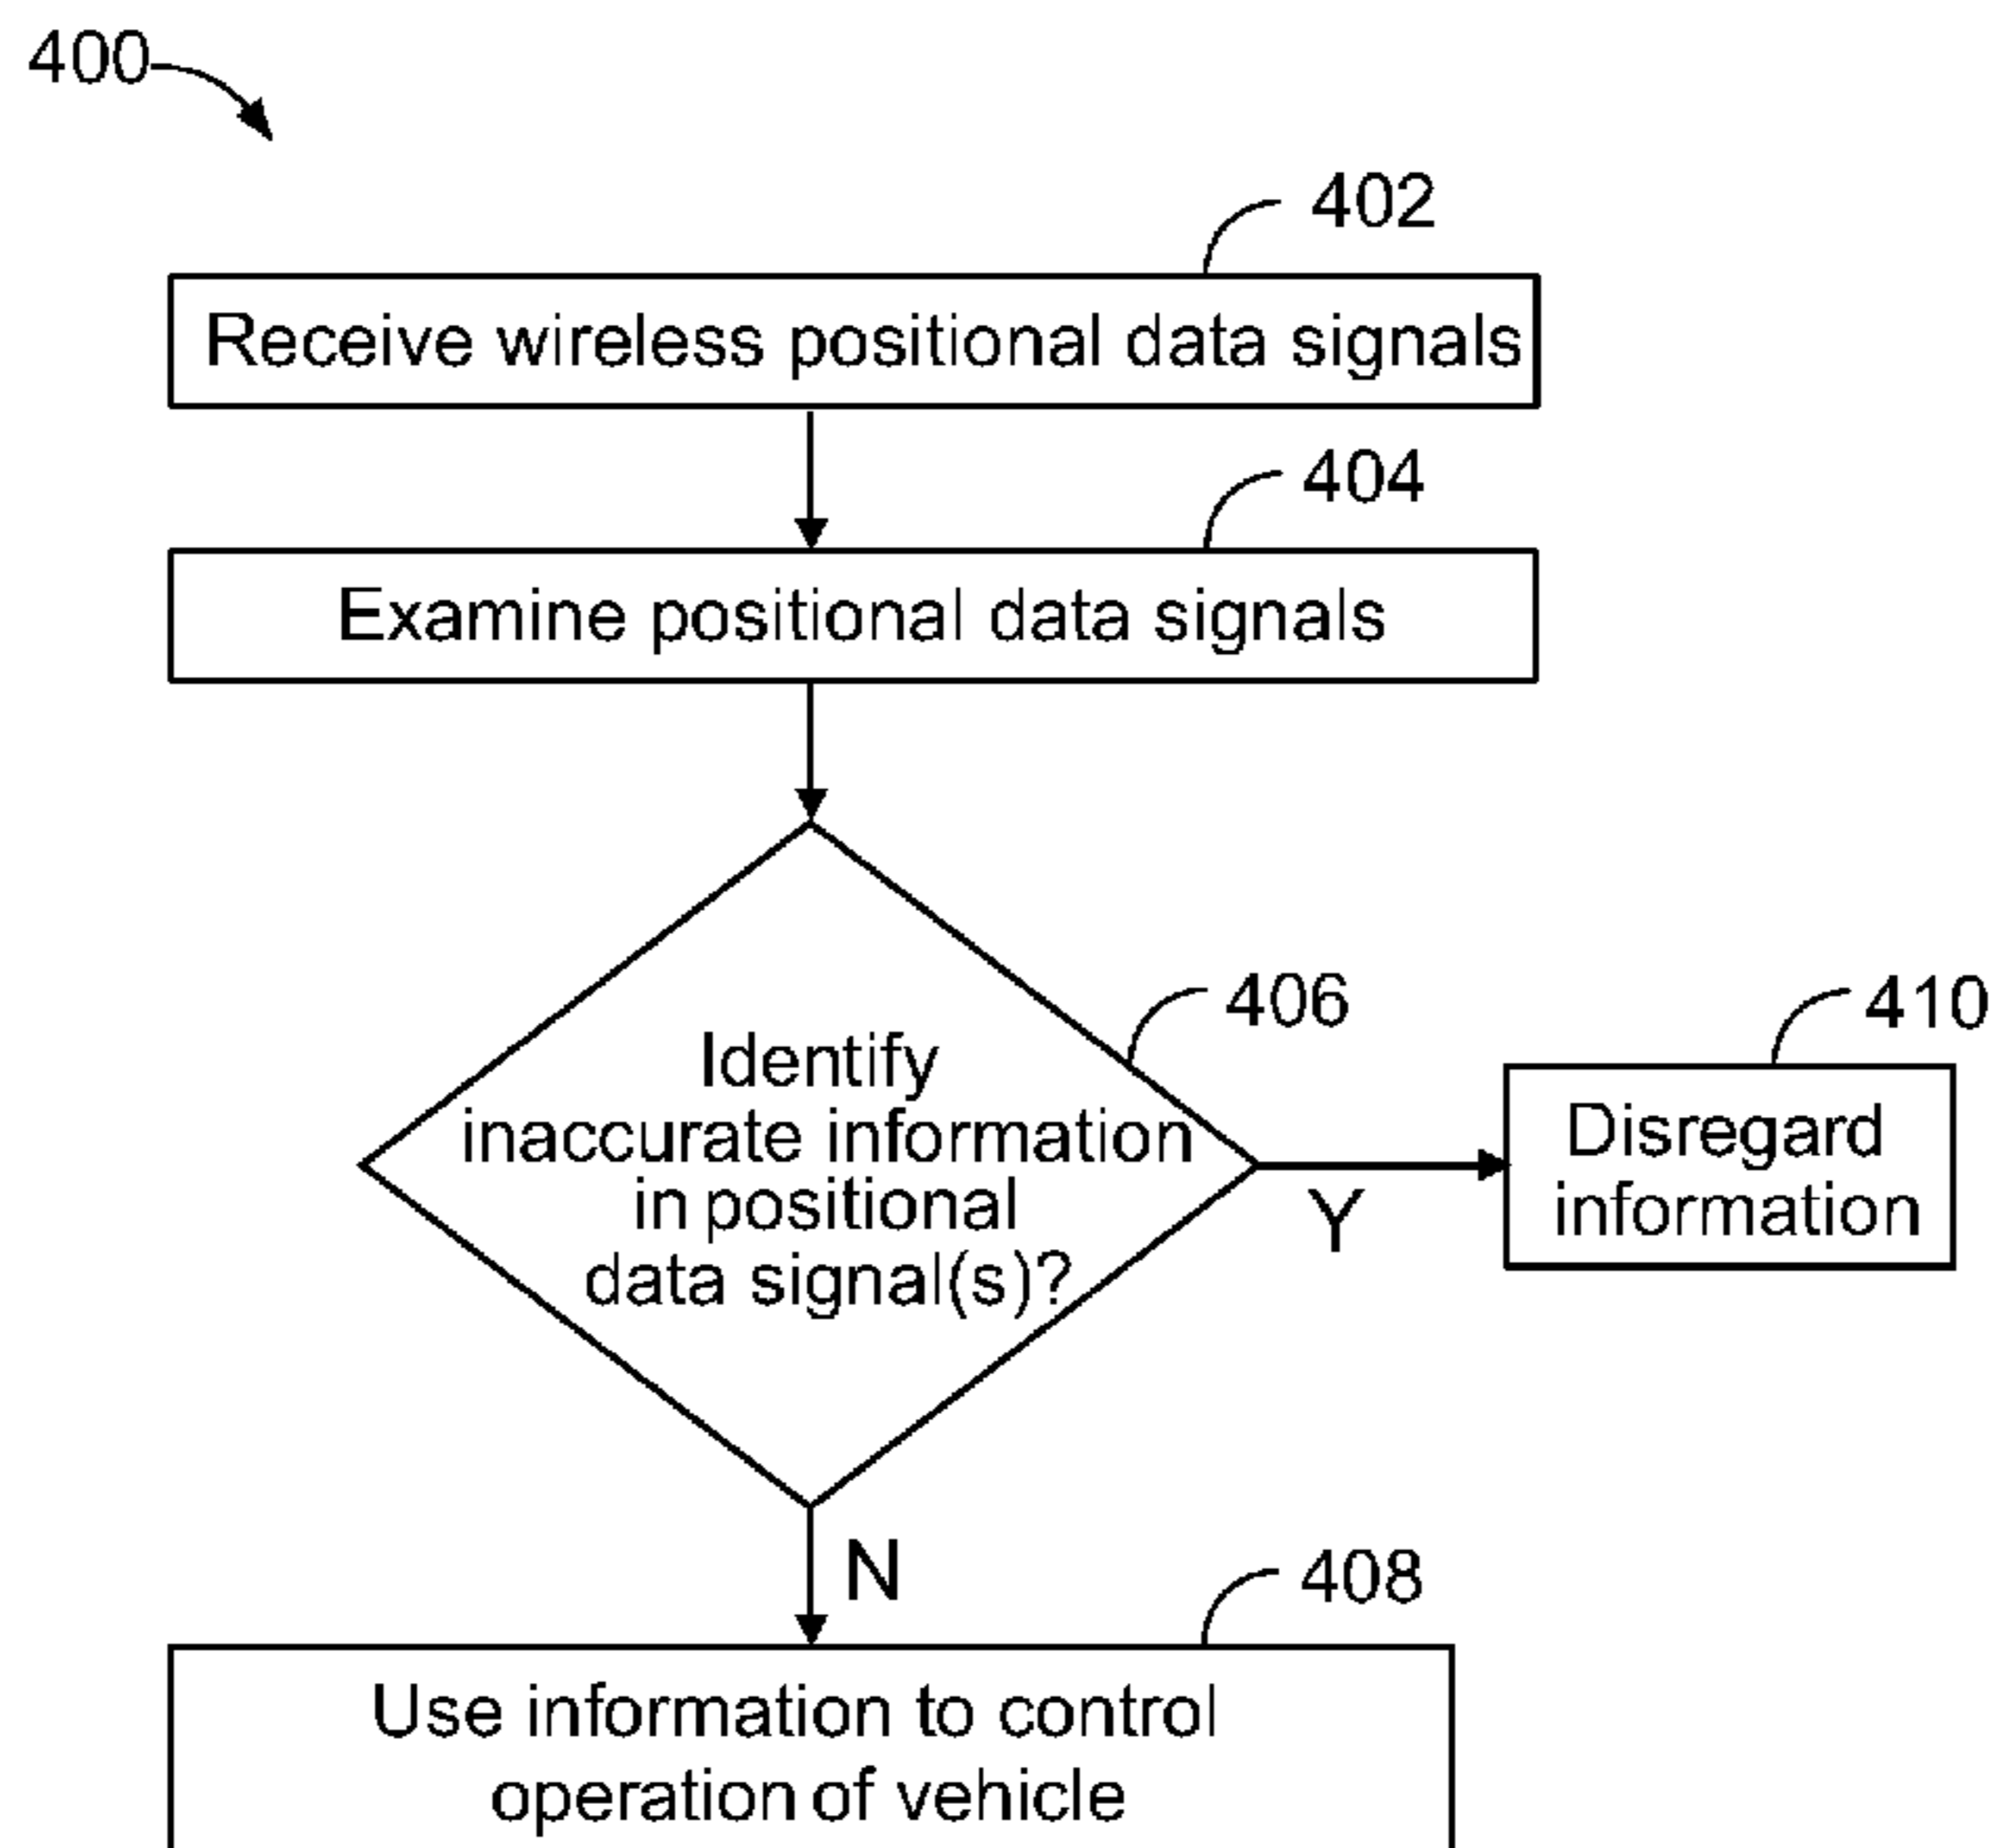 400
402
Receive wireless positional data signals
404
Examine positional data signals
406
Identify
inaccurate information
in positional
data signal(s)?
Y
410
Disregard
information
N
408
Use information to control
operation of vehicle